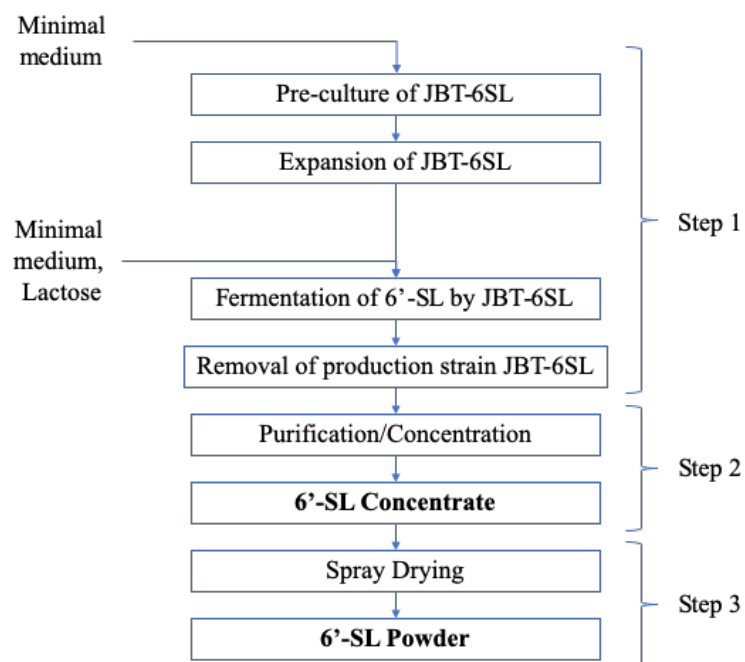 Minimal
medium
Pre-culture of JBT-6SL
Expansion of JBT-6SL
Step 1
Minimal
medium,
Lactose
Fermentation of 6’-SL by JBT-6SL
Removal of production strain JBT-6SL
Purification/Concentration
Step 2
6’-SL Concentrate
Spray Drying
Step 3
6’-SL Powder